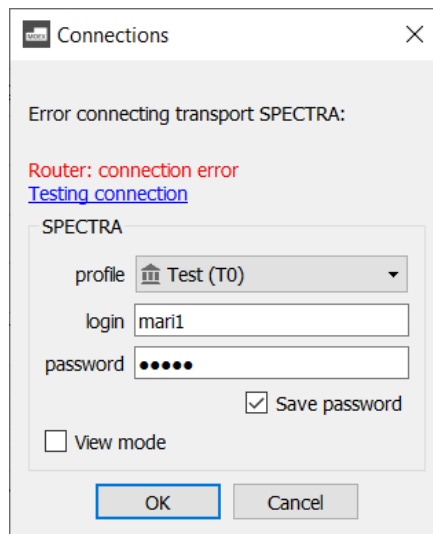 Connections
Error connecting transport SPECTRA:
Router: connection error
Testing connection
SPECTRA
profile Test (T0)
login mari1
password •••••
Save password
View mode
OK Cancel